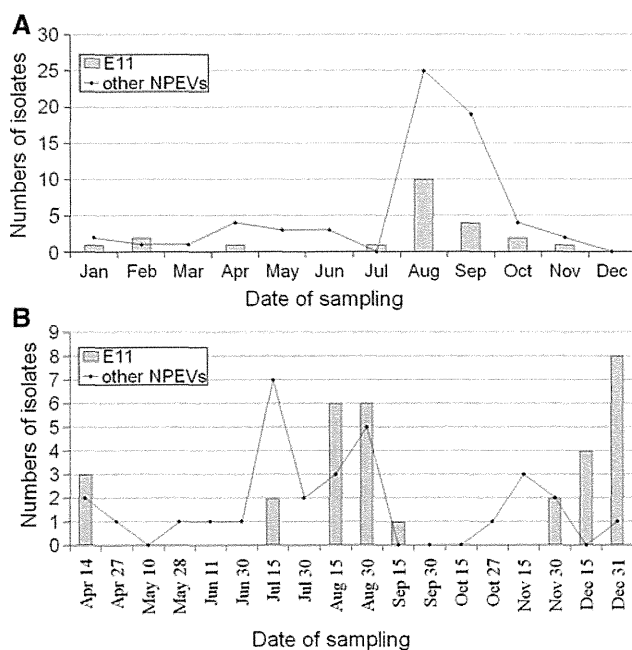 A
Numbers of isolates
30
25
20
15
10
5
0
E11
other NPEVs
Jan Feb Mar Apr May Jun Jul Aug Sep Oct Nov Dec
Date of sampling
B
Numbers of isolates
9
8
7
6
5
4
3
2
1
0
E11
other NPEVs
Apr 14
Apr 27
May 10
May 28
Jun 11
Jun 30
Jul 15
Jul 30
Aug 15
Aug 30
Sep 15
Sep 30
Oct 15
Oct 27
Nov 15
Nov 30
Dec 15
Dec 31
Date of sampling